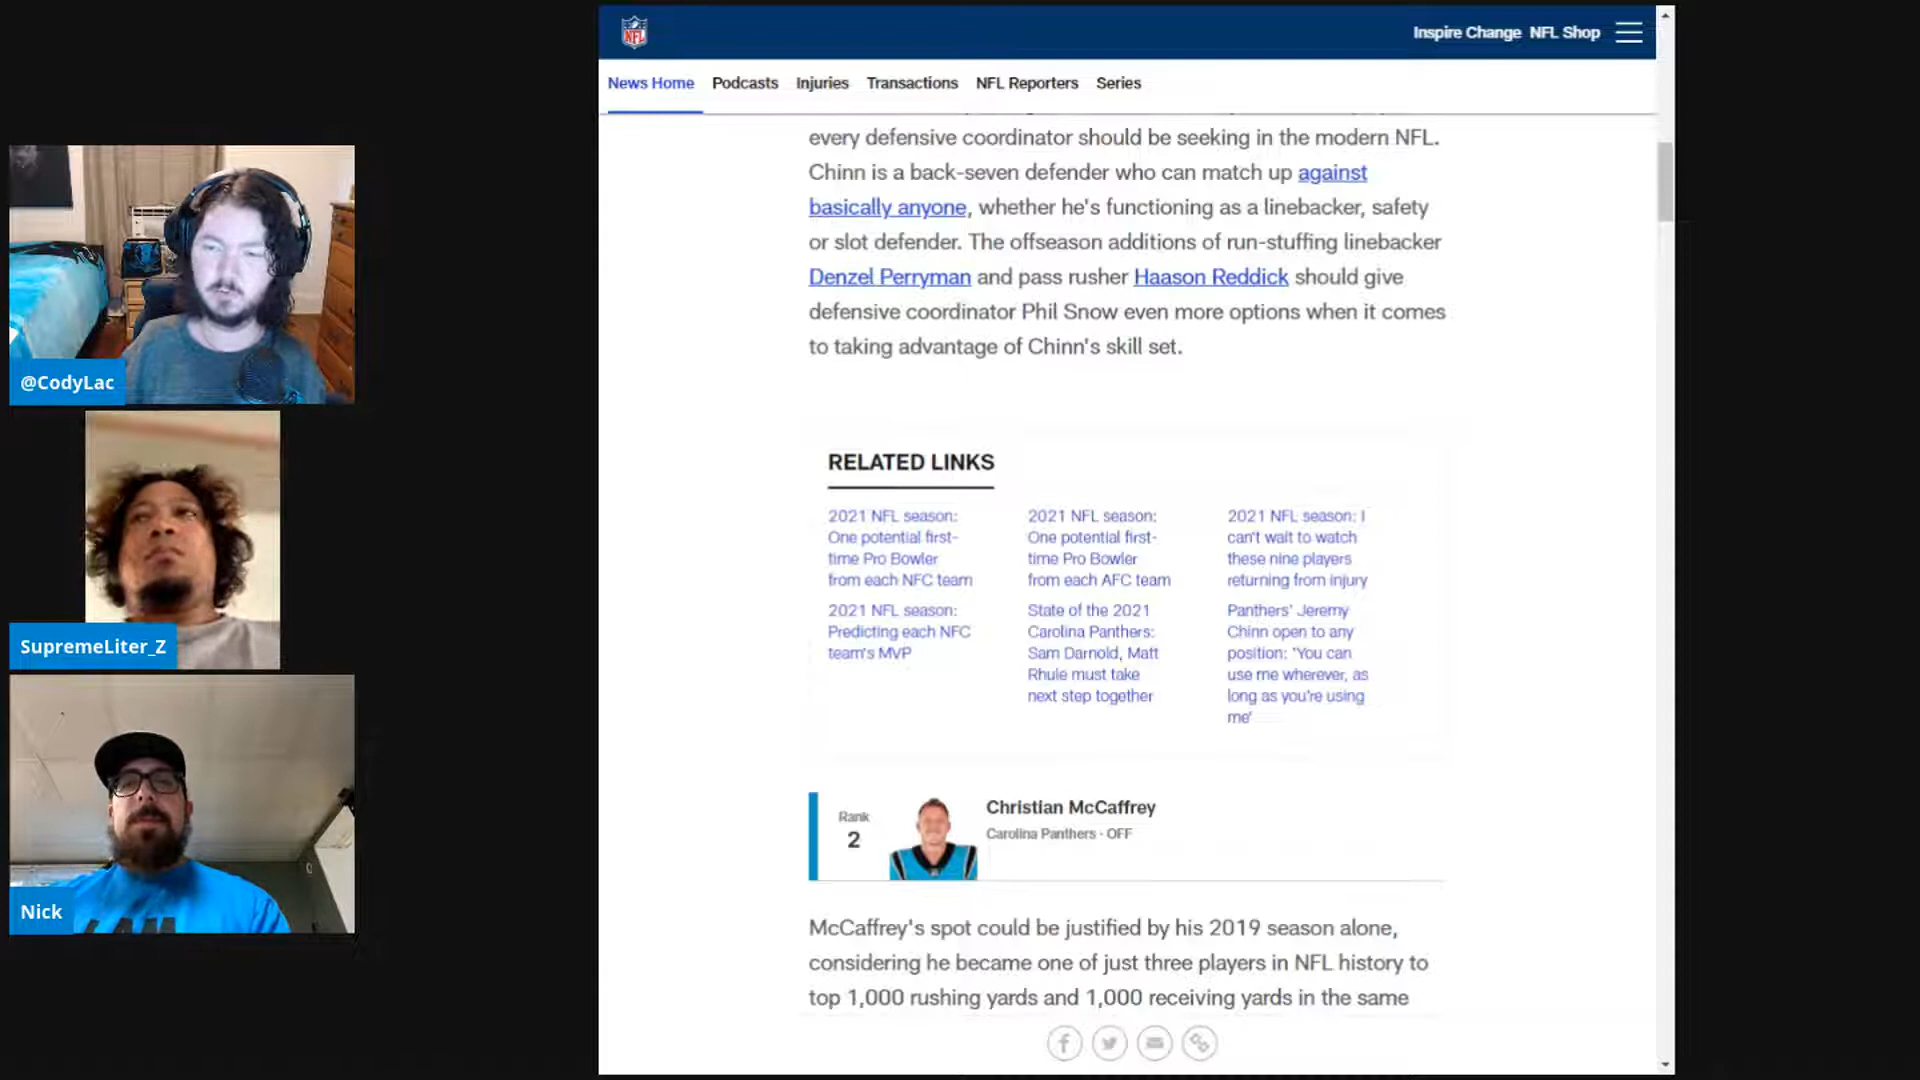 NFL
Inspire Change NFL Shop
News Home Podcasts Injuries Transactions NFL Reporters Series
every defensive coordinator should be seeking in the modern NFL.
Chinn is a back-seven defender who can match up against
basically anyone, whether he's functioning as a linebacker, safety
or slot defender. The offseason additions of run-stuffing linebacker
Denzel Perryman and pass rusher Haason Reddick should give
defensive coordinator Phil Snow even more options when it comes
to taking advantage of Chinn's skill set.
RELATED LINKS
2021 NFL season:
One potential first-
time Pro Bowler
from each NFC team
2021 NFL season:
One potential first-
time Pro Bowler
from each AFC team
2021 NFL season: I
can't wait to watch
these nine players
returning from injury
2021 NFL season:
Predicting each NFC
team's MVP
State of the 2021
Carolina Panthers:
Sam Darnold, Matt
Rhule must take
next step together
Panthers' Jeremy
Chinn open to any
position: 'You can
use me wherever, as
long as you're using
me'
Rank
2
Christian McCaffrey
Carolina Panthers · OFF
McCaffrey's spot could be justified by his 2019 season alone,
considering he became one of just three players in NFL history to
top 1,000 rushing yards and 1,000 receiving yards in the same
@CodyLac
SupremeLiter_Z
Nick
I AM